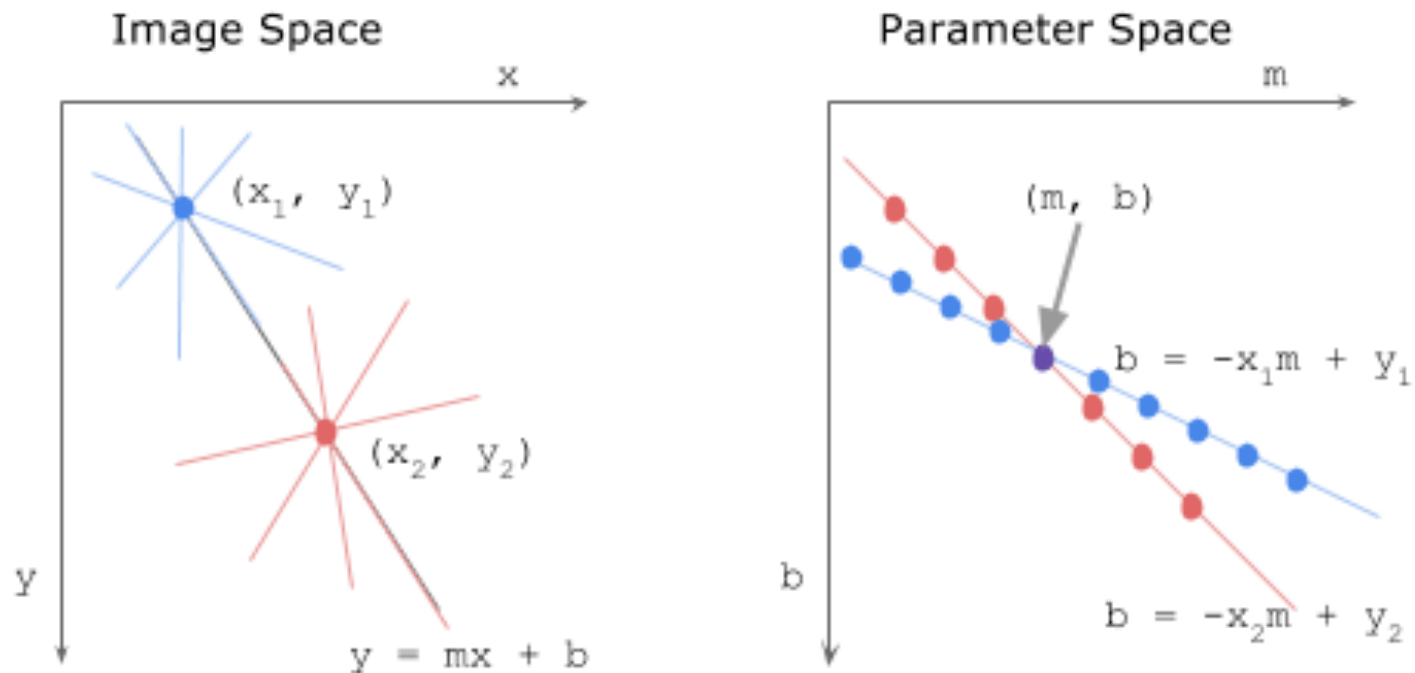 Image Space
x
(x₁, y₁)
(x₂, y₂)
y
y = mx + b
Parameter Space
m
(m, b)
b = -x₁m + y₁
b
b = -x₂m + y₂